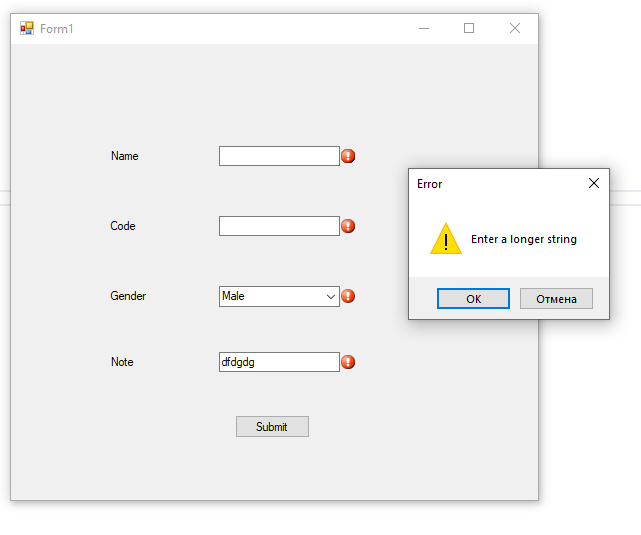 Form1
Name
Code
Gender
Male
Note
dfdgdg
Submit
Error
Enter a longer string
OK
Отмена